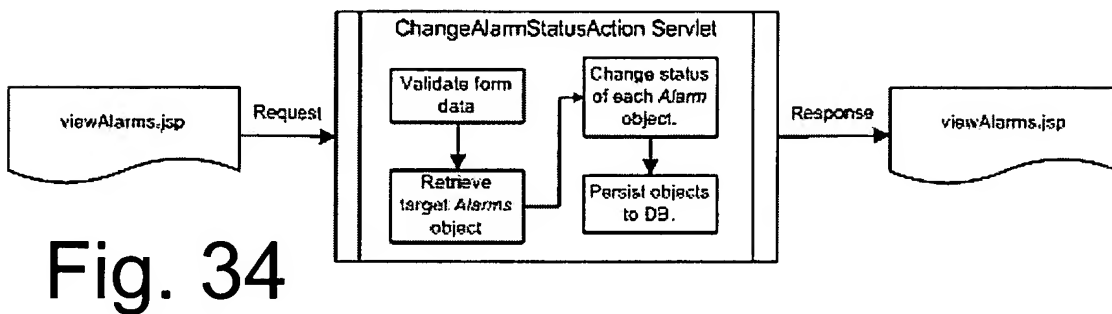 ChangeAlarmStatusAction Servlet
viewAlarms.jsp
Request
Validate form
data
Retrieve
target Alarms
object
Change status
of each Alarm
object.
Persist objects
to DB.
Response
viewAlarms.jsp
Fig. 34